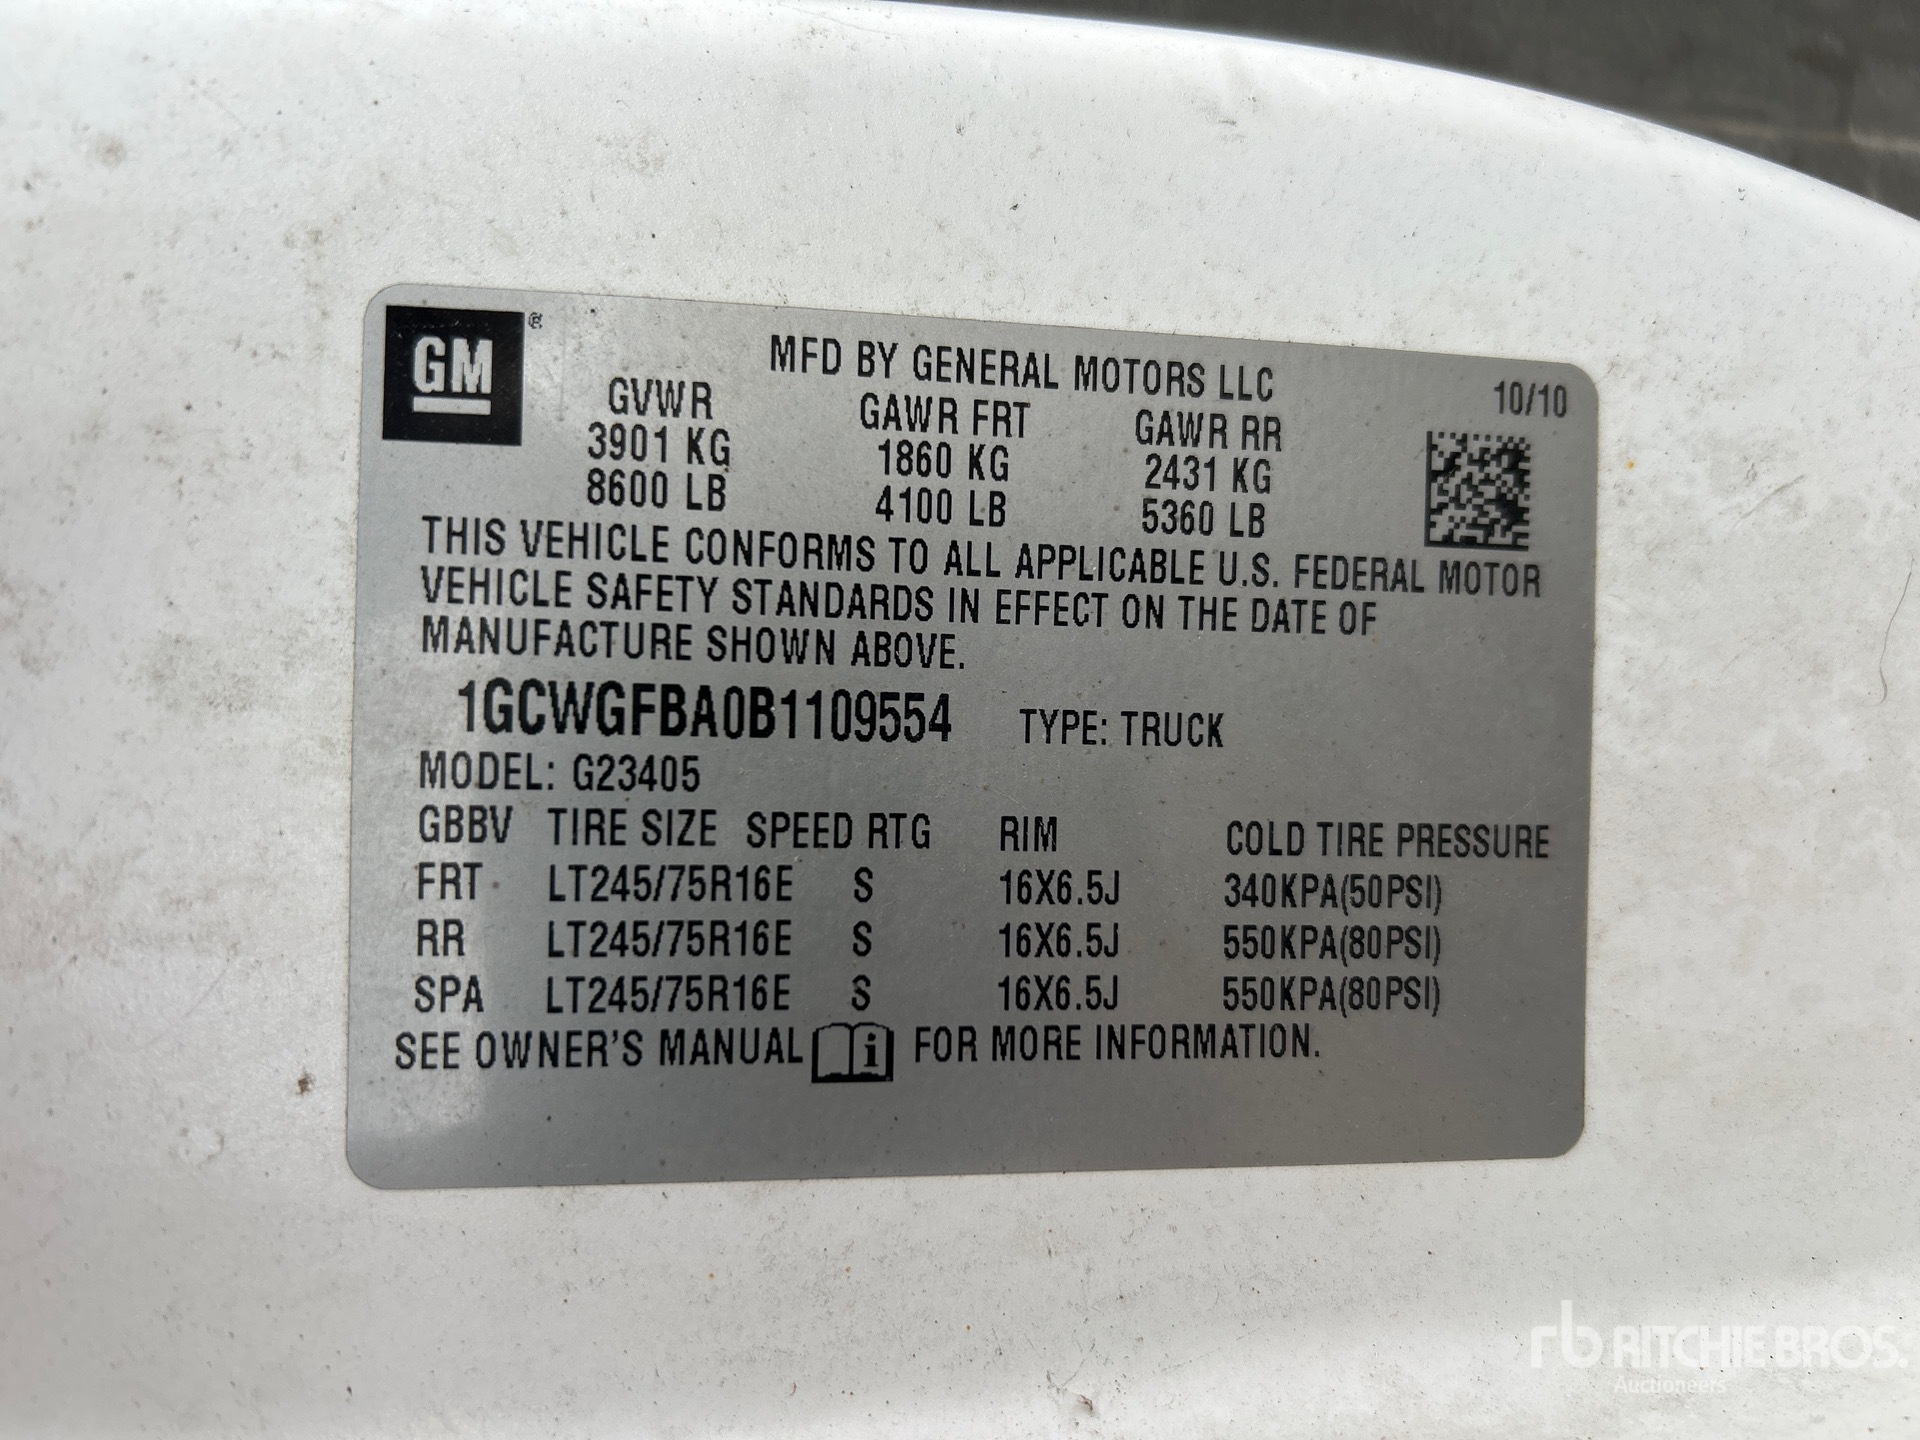 GM ®
MFD BY GENERAL MOTORS LLC 10/10
GVWR GAWR FRT GAWR RR
3901 KG 1860 KG 2431 KG
8600 LB 4100 LB 5360 LB
THIS VEHICLE CONFORMS TO ALL APPLICABLE U.S. FEDERAL MOTOR
VEHICLE SAFETY STANDARDS IN EFFECT ON THE DATE OF
MANUFACTURE SHOWN ABOVE.
1GCWGFBA0B1109554 TYPE: TRUCK
MODEL: G23405
GBBV TIRE SIZE SPEED RTG RIM COLD TIRE PRESSURE
FRT LT245/75R16E S 16X6.5J 340KPA(50PSI)
RR LT245/75R16E S 16X6.5J 550KPA(80PSI)
SPA LT245/75R16E S 16X6.5J 550KPA(80PSI)
SEE OWNER'S MANUAL i FOR MORE INFORMATION.
rb RITCHIE BROS.
Auctioneers